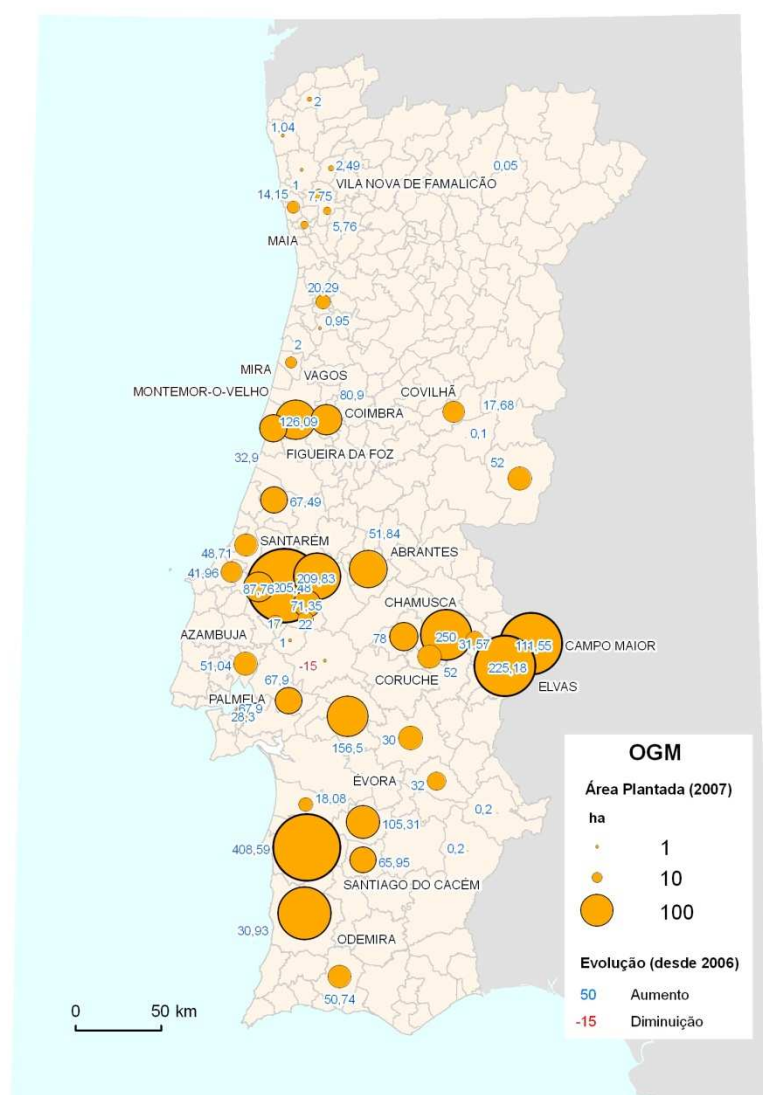 2
1,04
2,49
0,05
1
VILA NOVA DE FAMALICÃO
14,15
7,75
5,76
MAIA
20,29
0,95
2
MIRA
VAGOS
MONTEMOR-O-VELHO
80,9
COVILHÃ
17,68
COIMBRA
126,09
0,1
FIGUEIRA DA FOZ
32,9
52
67,49
51,84
SANTARÉM
48,71
ABRANTES
41,96
209,83
87,76
205,48
71,35
CHAMUSCA
17
22
AZAMBUJA
1
78
250
31,57
111,55
CAMPO MAIOR
51,04
-15
52
225,18
CORUCHE
ELVAS
67,9
PALMELA
67,9
28,3
156,5
30
ÉVORA
32
18,08
0,2
105,31
408,59
0,2
65,95
SANTIAGO DO CACÉM
30,93
ODEMIRA
50,74
0 50 km
OGM
Área Plantada (2007)
ha
1
10
100
Evolução (desde 2006)
50 Aumento
-15 Diminuição